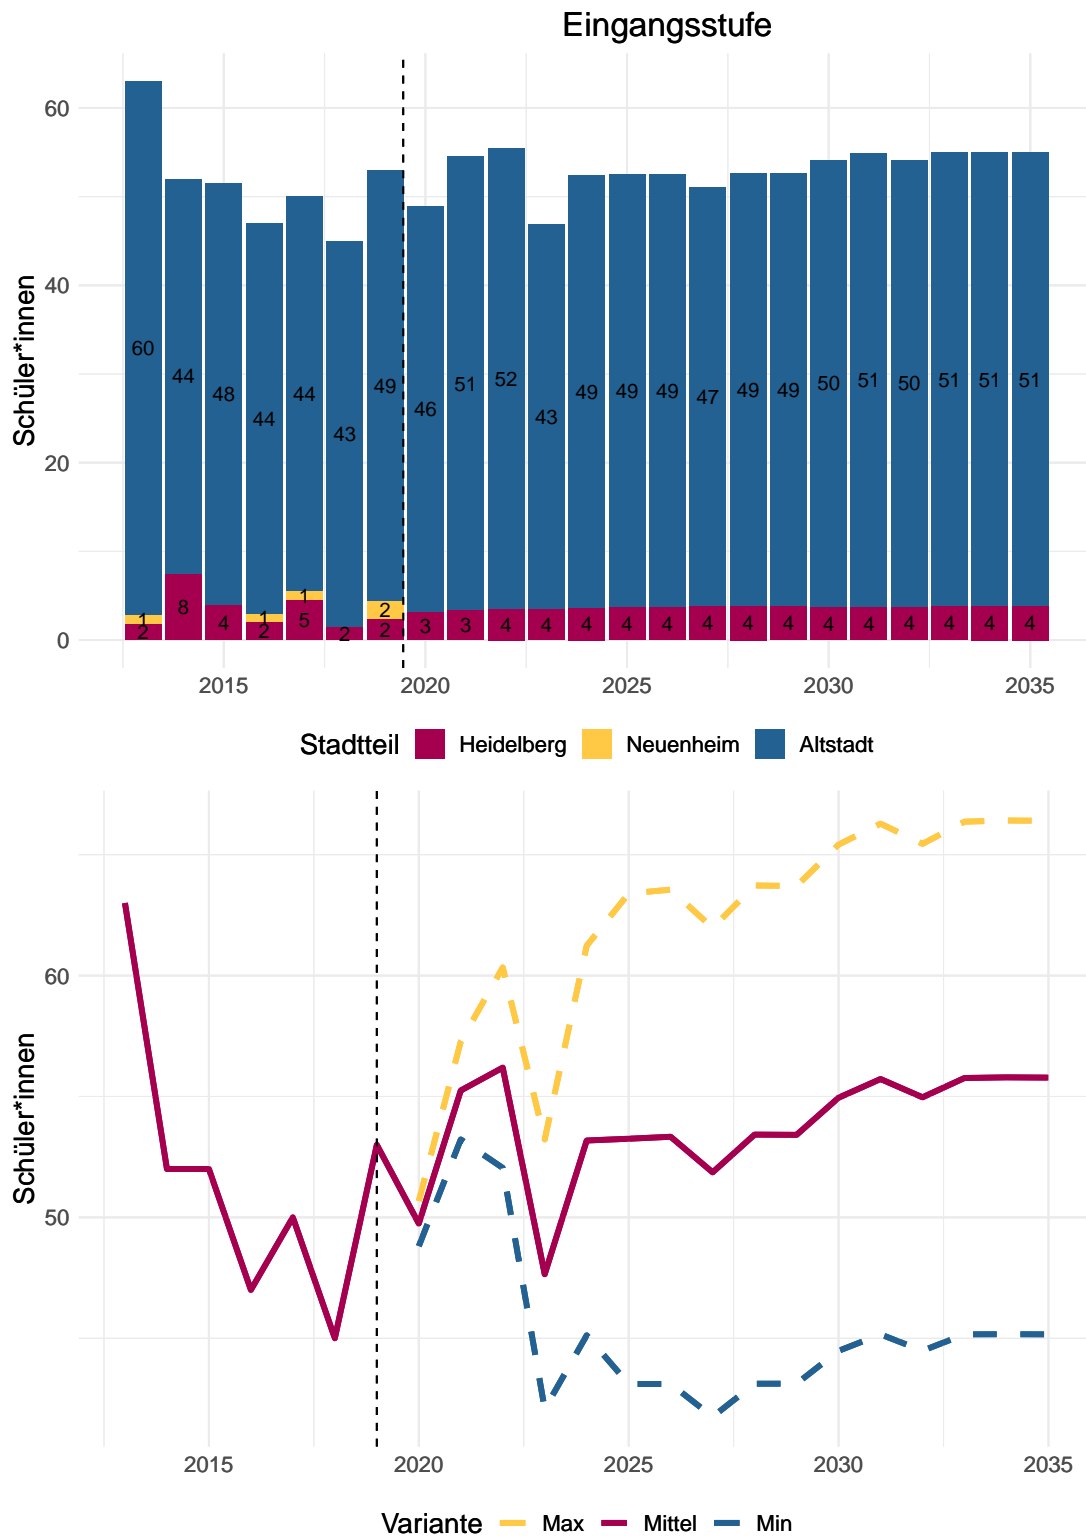 Eingangsstufe
Schüler*innen
60
40
20
0
60 44 48 44 44 43 49 46 51 52 43 49 49 49 47 49 49 50 51 50 51 51 51
1 1 1 2
2 8 4 2 5 2 2 3 3 4 4 4 4 4 4 4 4 4 4 4 4 4 4
2015 2020 2025 2030 2035
Stadtteil Heidelberg Neuenheim Altstadt
Schüler*innen
60
50
2015 2020 2025 2030 2035
Variante Max Mittel Min